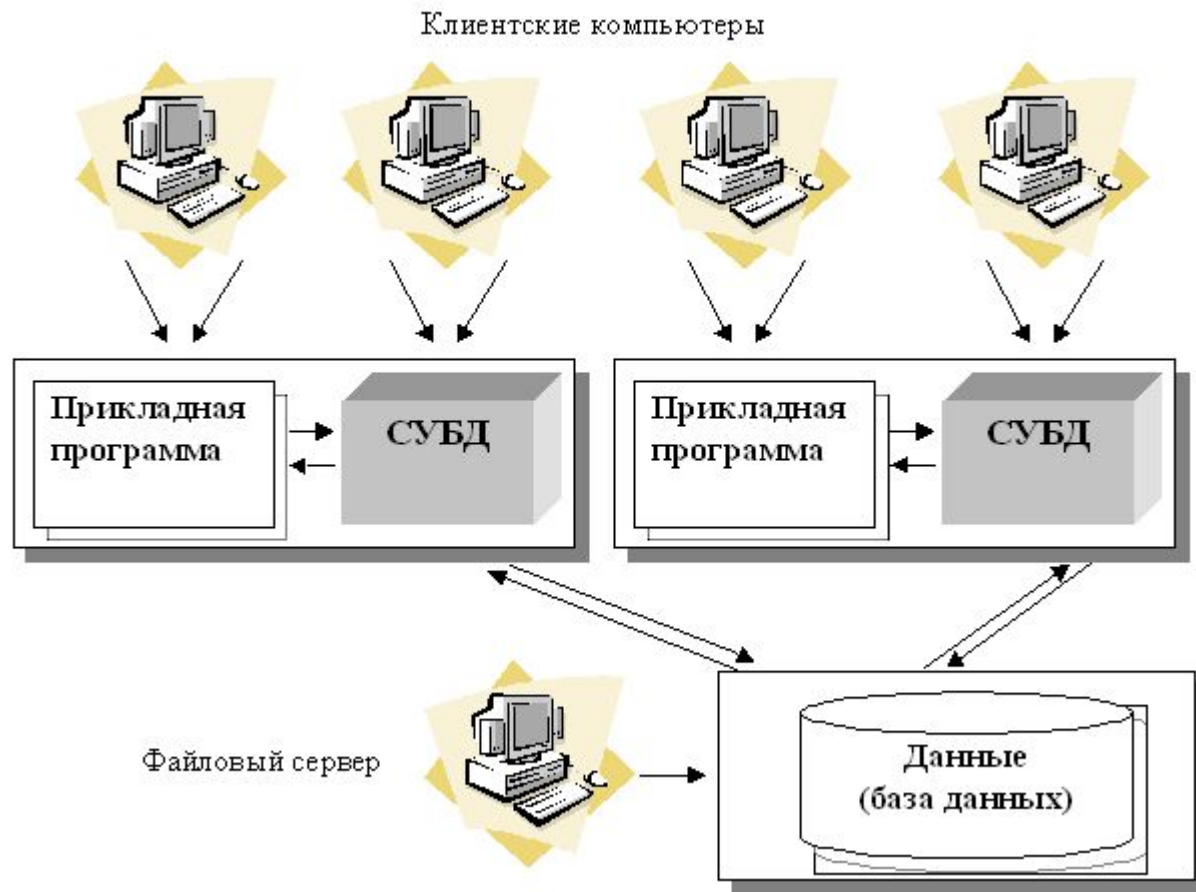 Клиентские компьютеры
Прикладная
программа
СУБД
Прикладная
программа
СУБД
Файловый сервер
Данные
(база данных)